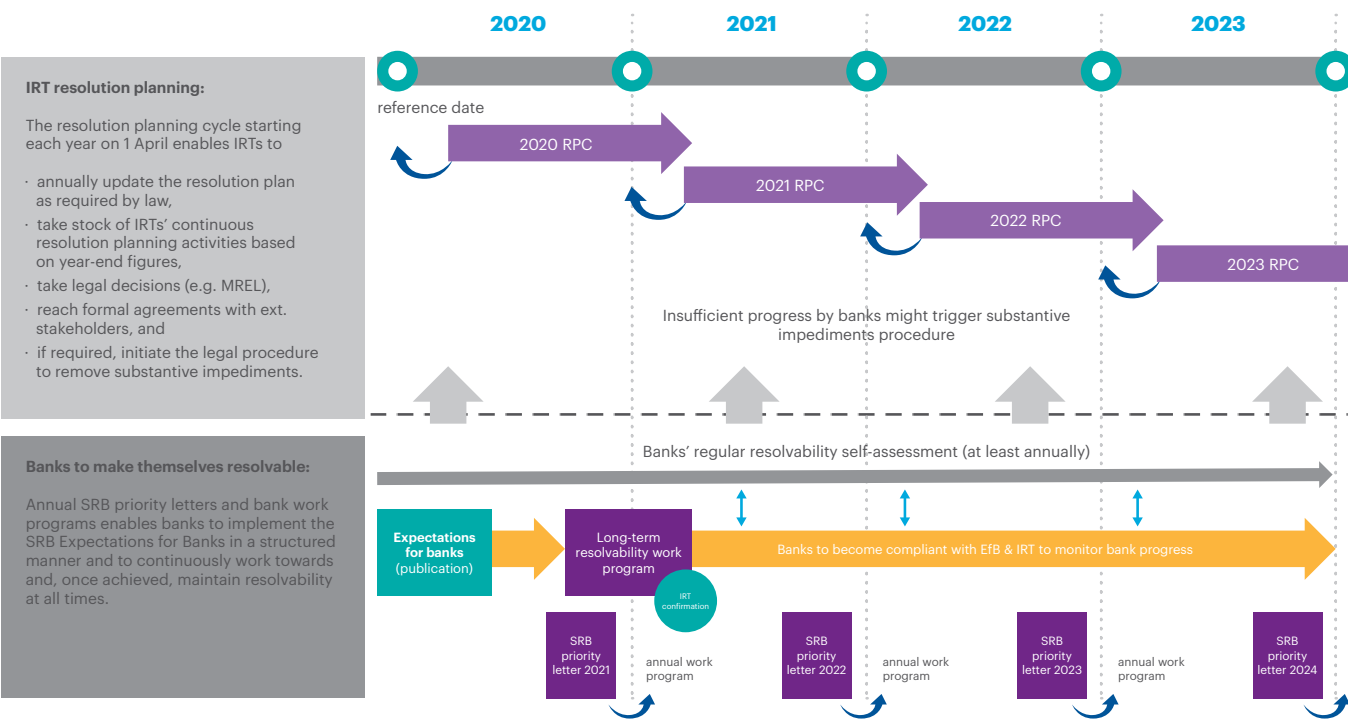 2020
2021
2022
2023
IRT resolution planning:
The resolution planning cycle starting
each year on 1 April enables IRTs to
· annually update the resolution plan
as required by law,
· take stock of IRTs' continuous
resolution planning activities based
on year-end figures,
· take legal decisions (e.g. MREL),
· reach formal agreements with ext.
stakeholders, and
· if required, initiate the legal procedure
to remove substantive impediments.
reference date
2020 RPC
2021 RPC
2022 RPC
2023 RPC
Insufficient progress by banks might trigger substantive
impediments procedure
Banks to make themselves resolvable:
Annual SRB priority letters and bank work
programs enables banks to implement the
SRB Expectations for Banks in a structured
manner and to continuously work towards
and, once achieved, maintain resolvability
at all times.
Banks' regular resolvability self-assessment (at least annually)
Expectations
for banks
(publication)
Long-term
resolvability work
program
IRT
confirmation
Banks to become compliant with EfB & IRT to monitor bank progress
SRB
priority
letter 2021
annual work
program
SRB
priority
letter 2022
annual work
program
SRB
priority
letter 2023
annual work
program
SRB
priority
letter 2024